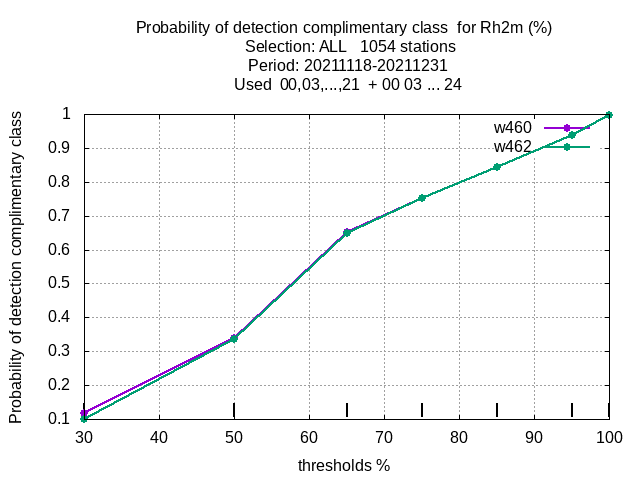 Probability of detection complimentary class  for Rh2m (%)
Selection: ALL   1054 stations
Period: 20211118-20211231
Used  00,03,...,21  + 00 03 ... 24
Probability of detection complimentary class
1
0.9
0.8
0.7
0.6
0.5
0.4
0.3
0.2
0.1
w460
w462
30 40 50 60 70 80 90 100
thresholds %